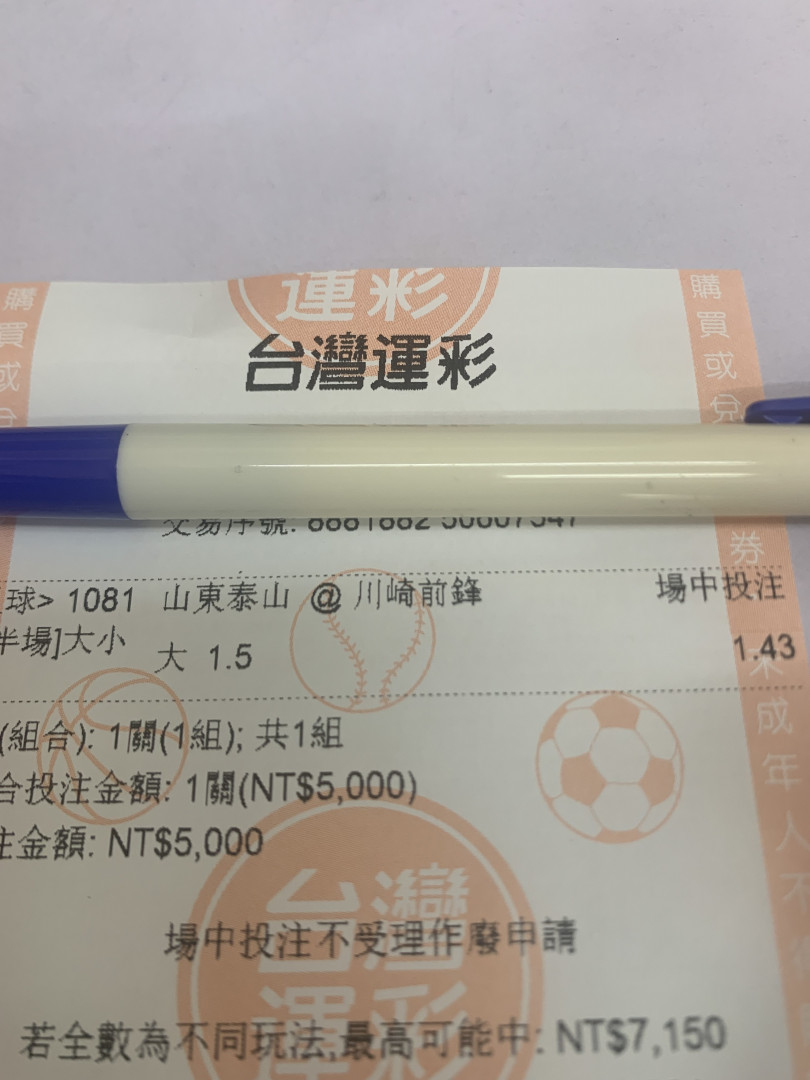 運彩
台灣運彩
購買或
購買或兌
券
未成年人不
球> 1081 山東泰山 @ 川崎前鋒 場中投注
半場]大小 大 1.5 1.43
(組合): 1關(1組); 共1組
合投注金額: 1關(NT$5,000)
注金額: NT$5,000
台灣
運彩
場中投注不受理作廢申請
若全數為不同玩法,最高可能中: NT$7,150